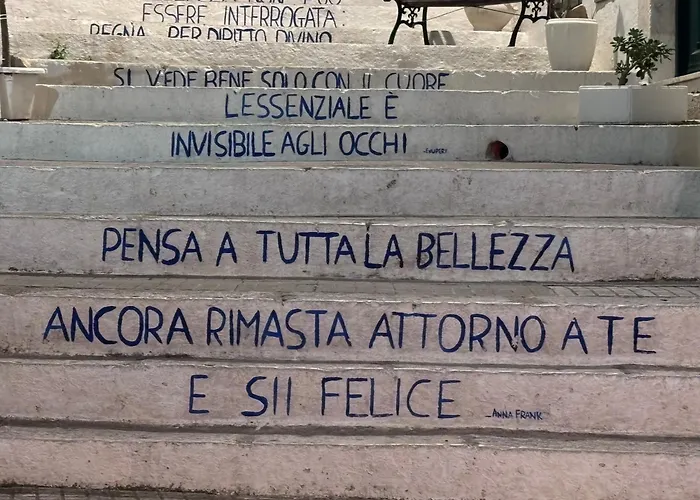 ESSERE INTERROGATA:
REGNA PER DIRITTO DIVINO
SI VEDE BENE SOLO CON IL CUORE
L'ESSENZIALE È
INVISIBILE AGLI OCCHI
PENSA A TUTTA LA BELLEZZA
ANCORA RIMASTA ATTORNO A TE
E SII FELICE
_ANNA FRANK